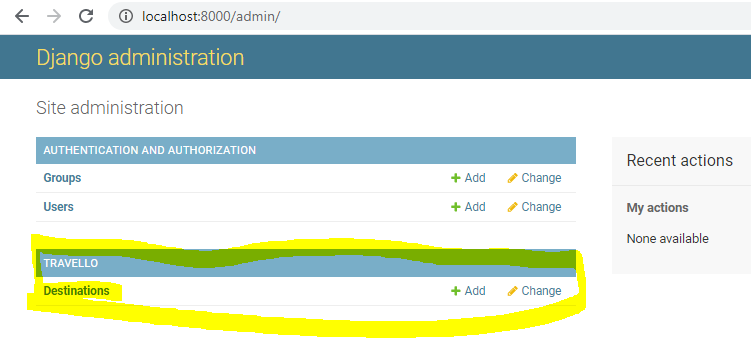 localhost:8000/admin/
Django administration
Site administration
AUTHENTICATION AND AUTHORIZATION
Groups Add Change
Users Add Change
TRAVELLO
Destinations Add Change
Recent actions
My actions
None available